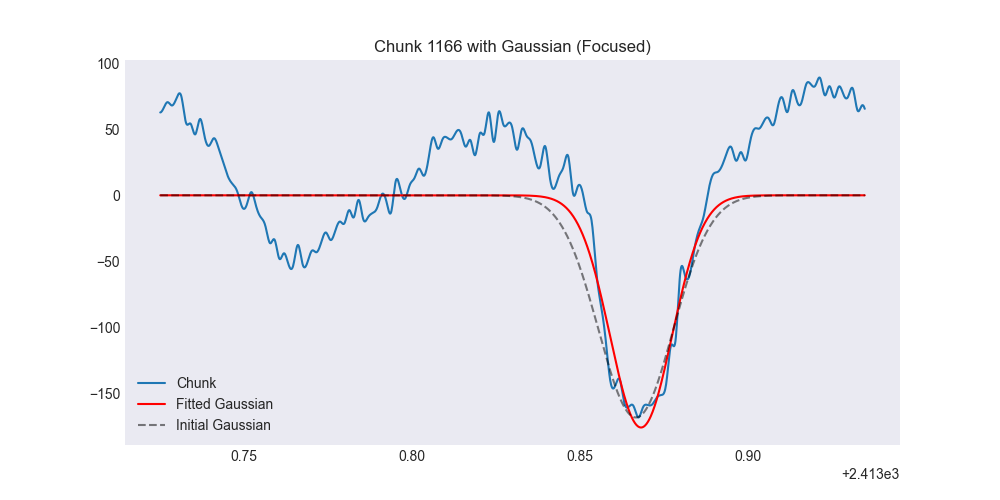 Chunk 1166 with Gaussian (Focused)
100
50
0
−50
−100
−150
Chunk
Fitted Gaussian
Initial Gaussian
0.75 0.80 0.85 0.90
+2.413e3